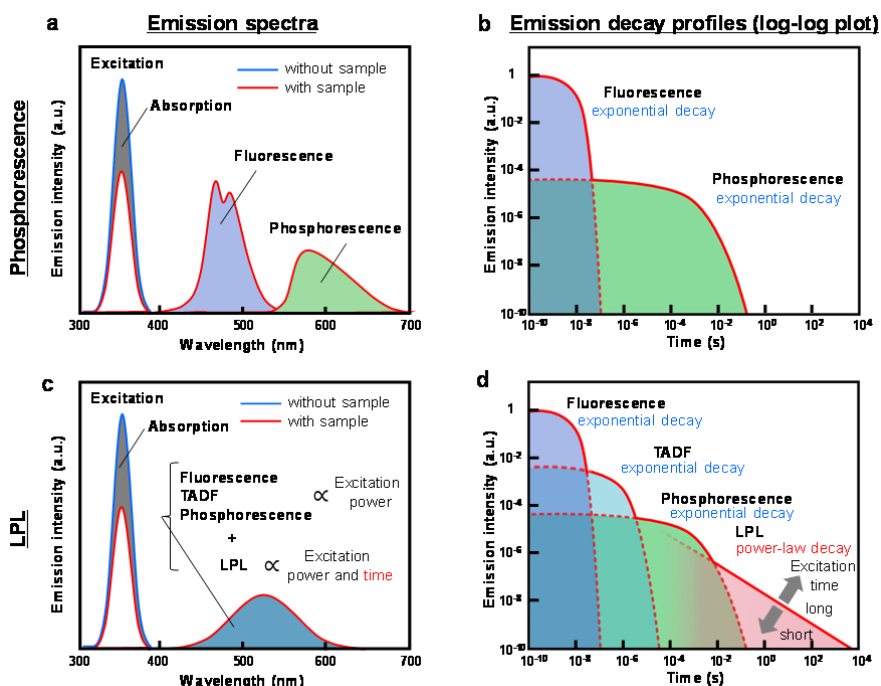 Emission spectra
Emission decay profiles (log-log plot)
Phosphorescence
a
Excitation
without sample
with sample
Absorption
Fluorescence
Phosphorescence
Emission intensity (a.u.)
300
400
500
600
700
Wavelength (nm)
b
1
10-2
10-4
10-6
10-8
10-10
Emission intensity (a.u.)
Fluorescence
exponential decay
Phosphorescence
exponential decay
10-10
10-8
10-6
10-4
10-2
100
102
104
Time (s)
LPL
c
Excitation
without sample
with sample
Absorption
Fluorescence
TADF
Phosphorescence
∝ Excitation
power
+
LPL
∝ Excitation
power and time
Emission intensity (a.u.)
300
400
500
600
700
Wavelength (nm)
d
1
10-2
10-4
10-6
10-8
10-10
Emission intensity (a.u.)
Fluorescence
exponential decay
TADF
exponential decay
Phosphorescence
exponential decay
LPL
power-law decay
Excitation
time
long
short
10-10
10-8
10-6
10-4
10-2
100
102
104
Time (s)